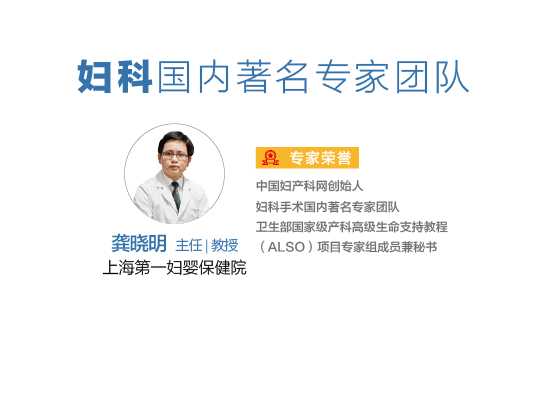 妇科国内著名专家团队
专家荣誉
中国妇产科网创始人
妇科手术国内著名专家团队
卫生部国家级产科高级生命支持教程
（ALSO）项目专家组成员兼秘书
龚晓明 主任|教授
上海第一妇婴保健院